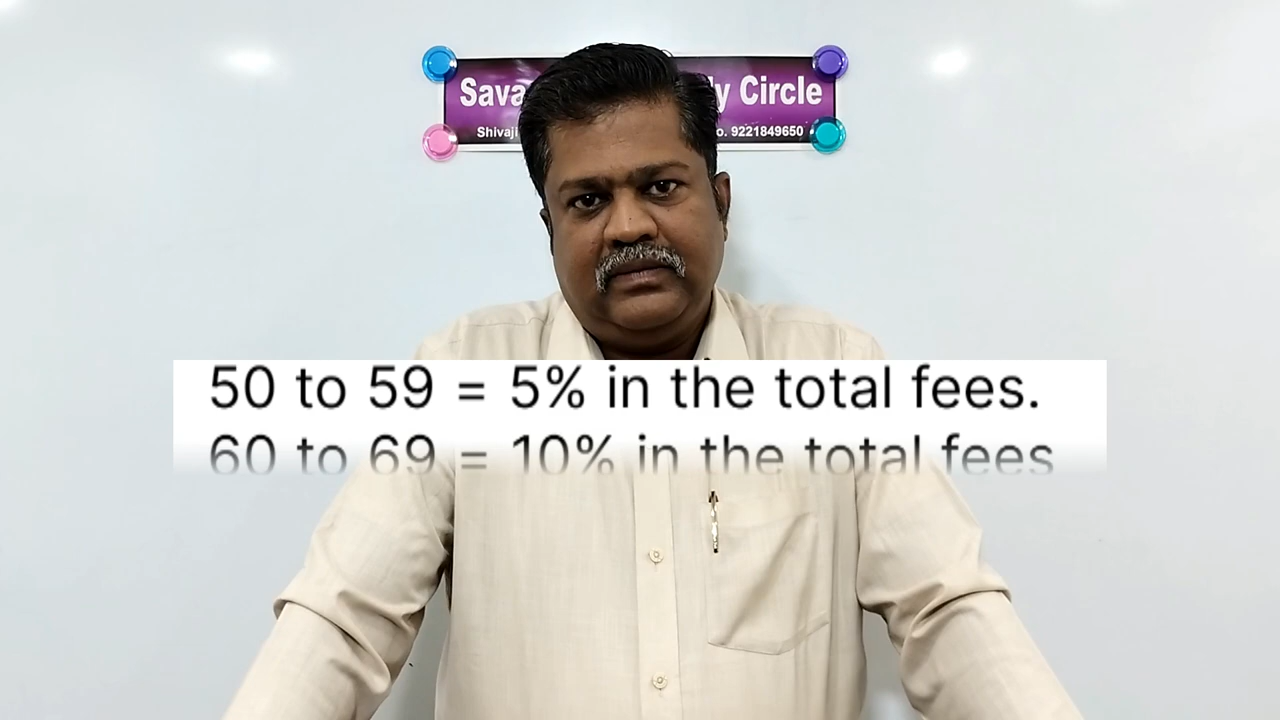 Sava ly Circle
Shivaji o. 9221849650
50 to 59 = 5% in the total fees.
60 to 69 = 10% in the total fees